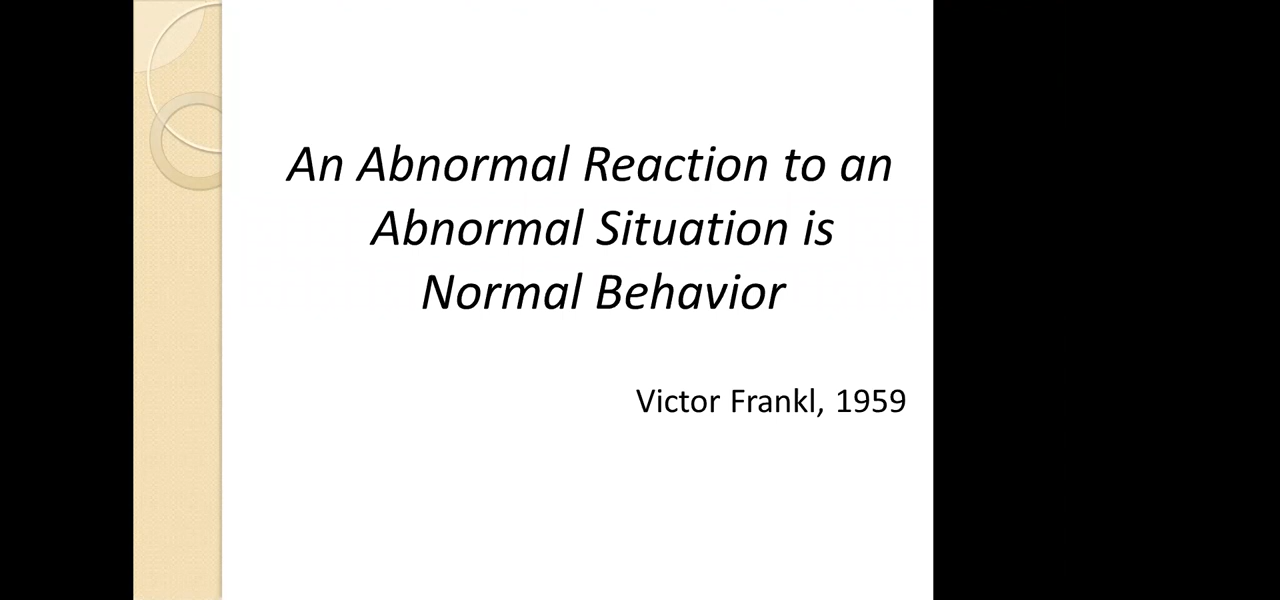 An Abnormal Reaction to an
Abnormal Situation is
Normal Behavior
Victor Frankl, 1959